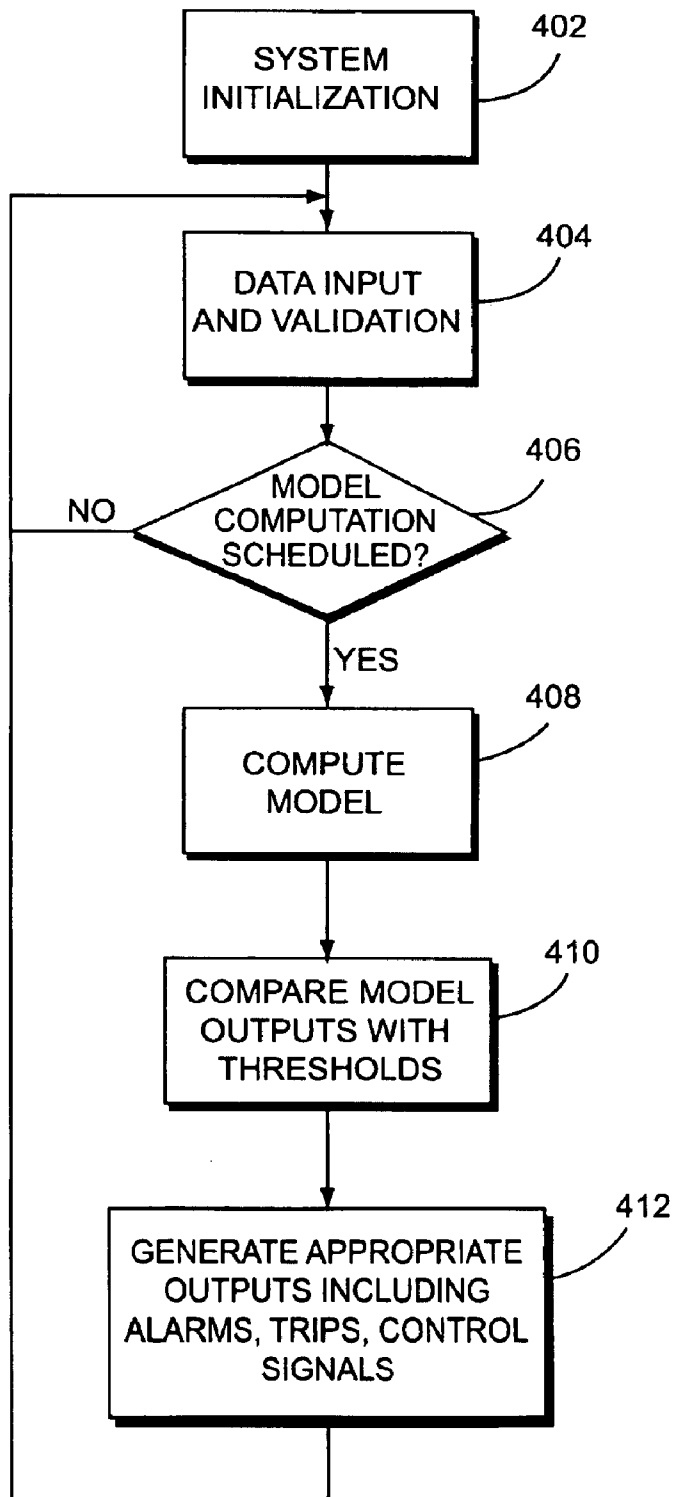 402
SYSTEM
INITIALIZATION
404
DATA INPUT
AND VALIDATION
406
MODEL
COMPUTATION
SCHEDULED?
NO
YES
408
COMPUTE
MODEL
410
COMPARE MODEL
OUTPUTS WITH
THRESHOLDS
412
GENERATE APPROPRIATE
OUTPUTS INCLUDING
ALARMS, TRIPS, CONTROL
SIGNALS